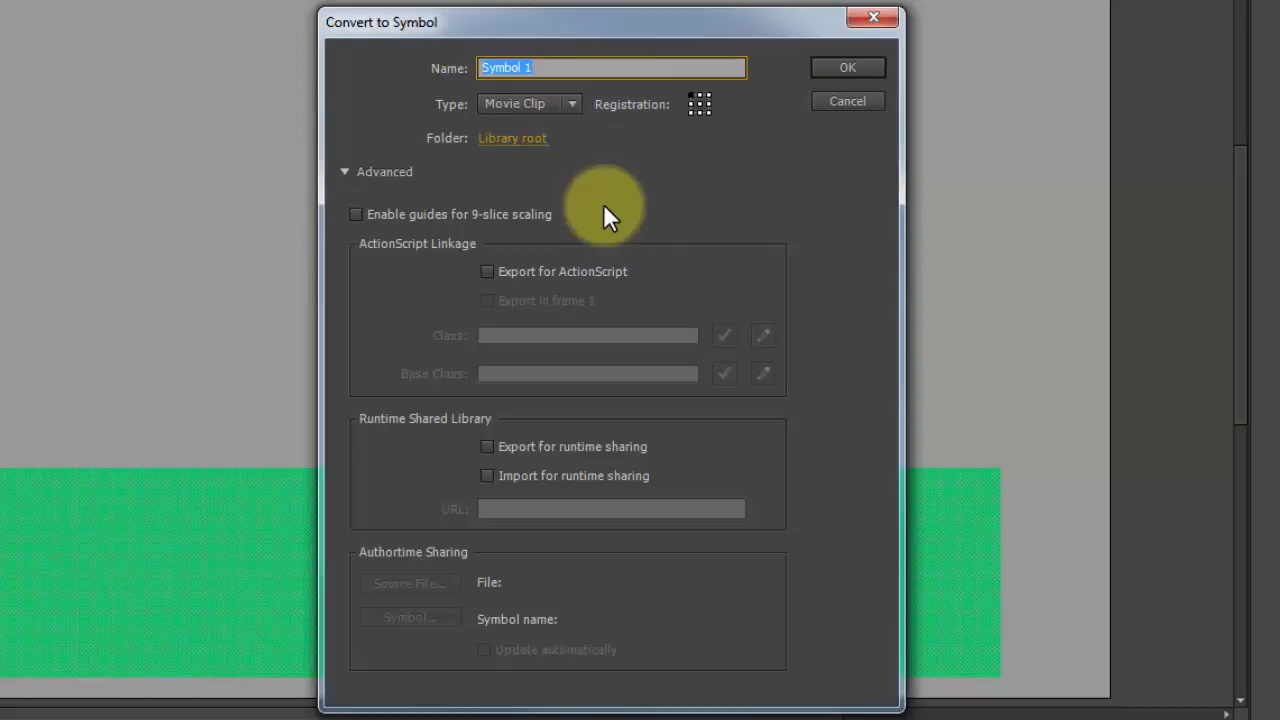 Convert to Symbol
Name: Symbol 1 OK
Type: Movie Clip Registration: Cancel
Folder: Library root
Advanced
Enable guides for 9-slice scaling
ActionScript Linkage
Export for ActionScript
Export in frame 1
Class:
Base Class:
Runtime Shared Library
Export for runtime sharing
Import for runtime sharing
URL:
Authortime Sharing
Source File... File:
Symbol... Symbol name:
Update automatically